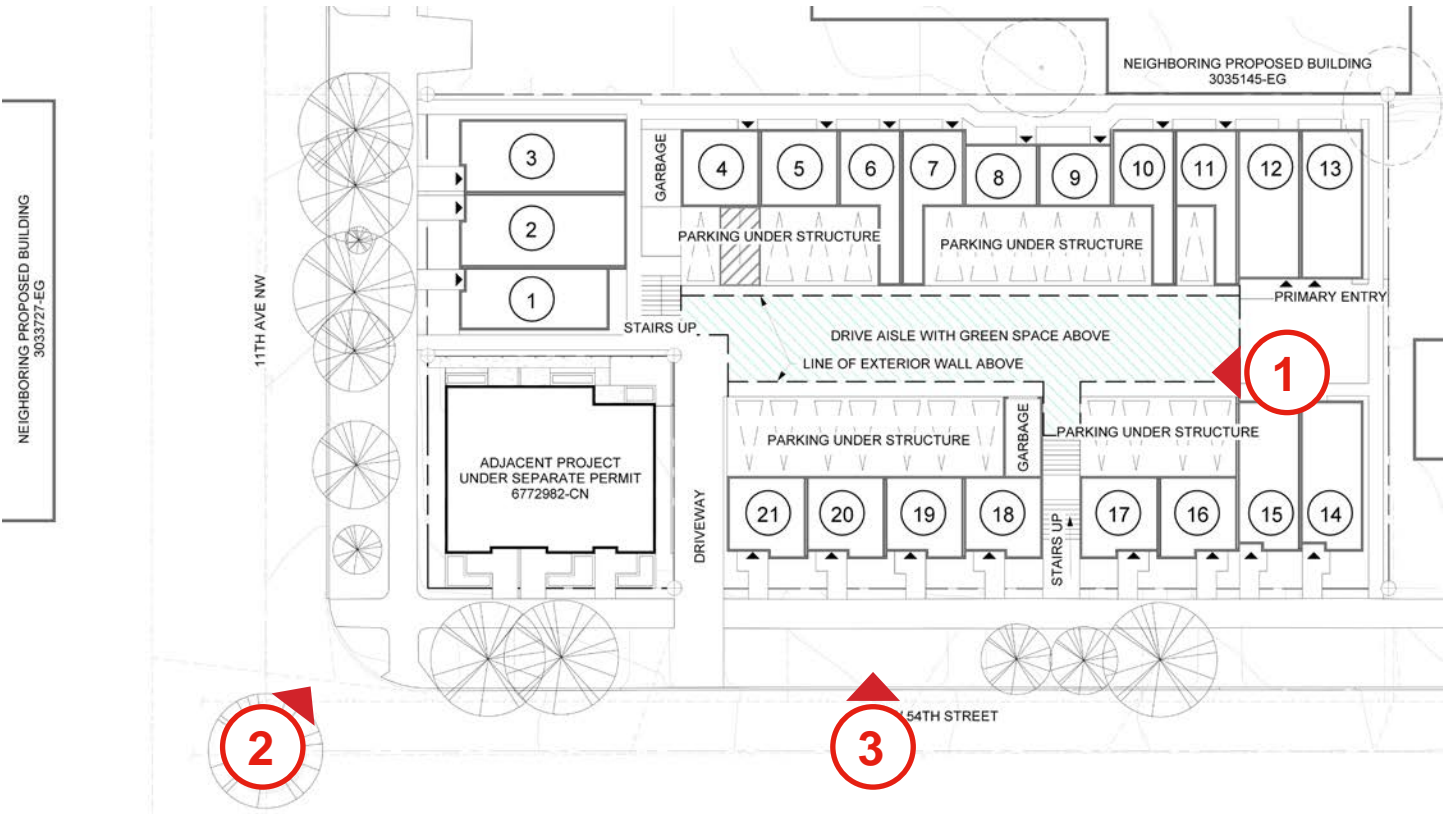 NEIGHBORING PROPOSED BUILDING
3035145-EG
NEIGHBORING PROPOSED BUILDING
3033727-EG
11TH AVE NW
3
2
1
GARBAGE
4
5
6
7
8
9
10
11
12
13
PARKING UNDER STRUCTURE
PARKING UNDER STRUCTURE
PRIMARY ENTRY
STAIRS UP
DRIVE AISLE WITH GREEN SPACE ABOVE
LINE OF EXTERIOR WALL ABOVE
1
PARKING UNDER STRUCTURE
GARBAGE
PARKING UNDER STRUCTURE
ADJACENT PROJECT
UNDER SEPARATE PERMIT
6772982-CN
DRIVEWAY
21
20
19
18
STAIRS UP
17
16
15
14
2
3
54TH STREET